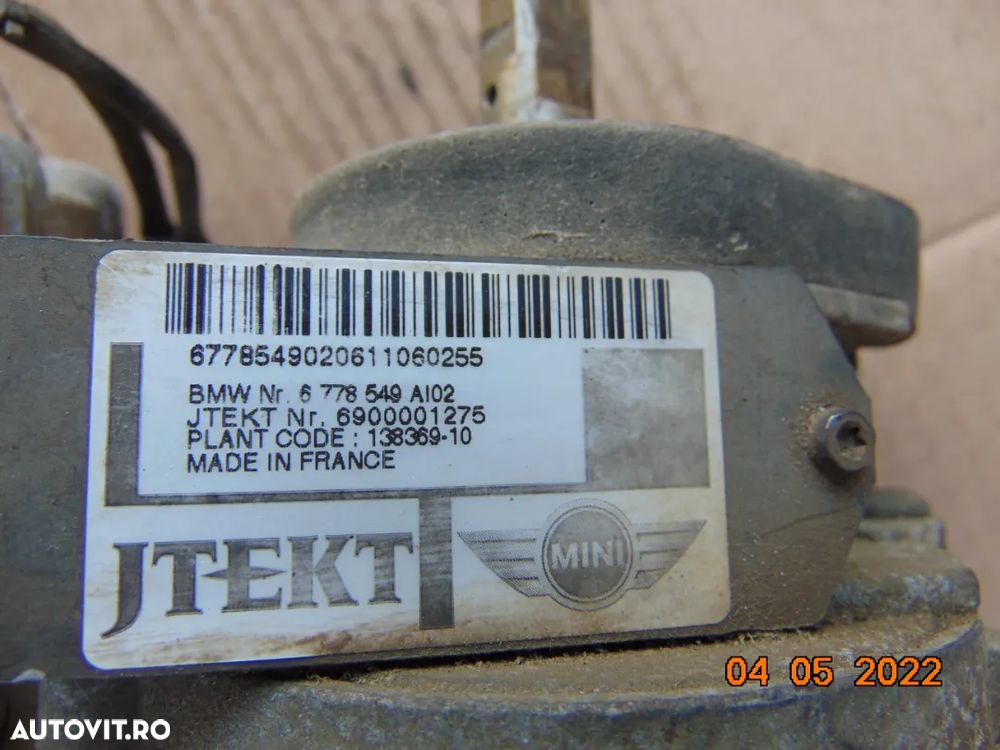 6778549020611060255
BMW Nr. 6 778 549 AI02
JTEKT Nr. 6900001275
PLANT CODE : 138369-10
MADE IN FRANCE
JTEKT
MINI
04 05 2022
AUTOVIT.RO